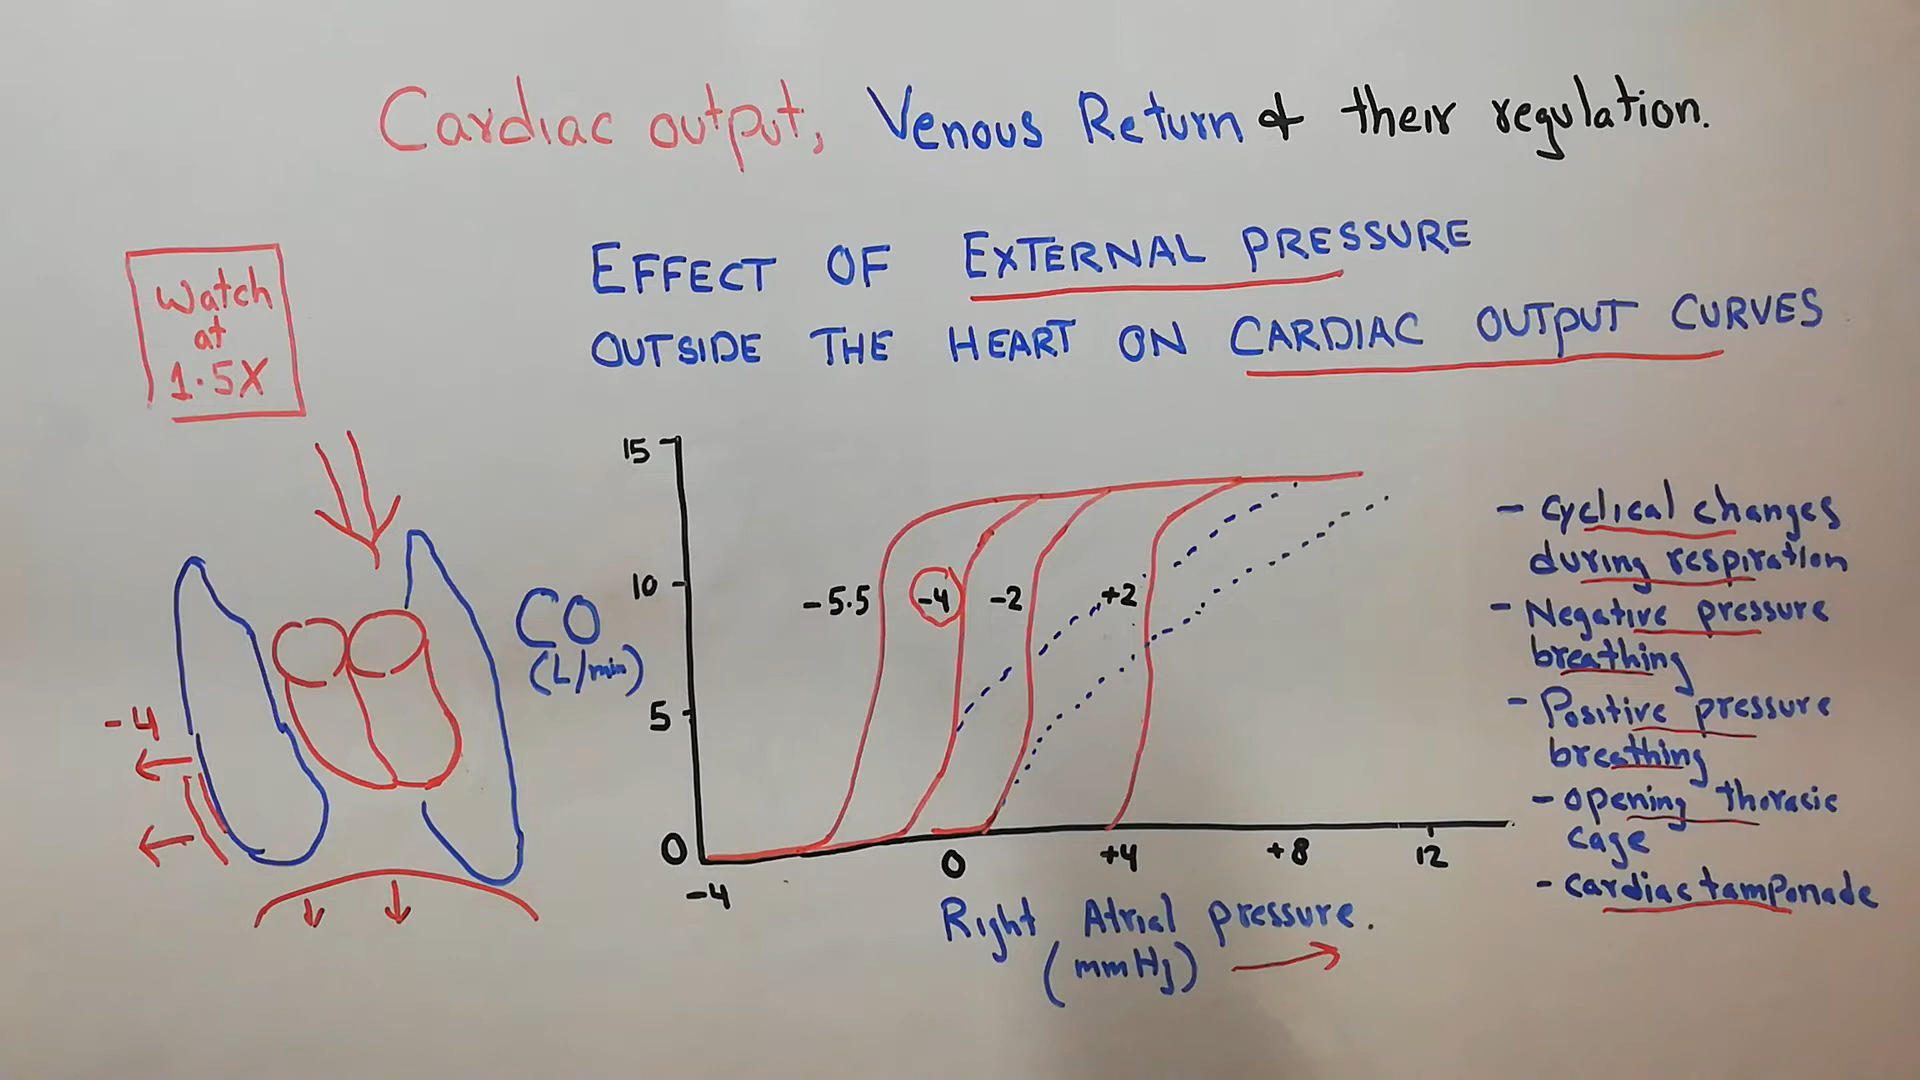 Cardiac output, Venous Return & their regulation.
EFFECT OF EXTERNAL PRESSURE
OUTSIDE THE HEART ON CARDIAC OUTPUT CURVES
Watch
at
1.5X
-4
CO
(L/min)
15
10
5
0
-5.5
-4
-2
+2
-4
0
+4
+8
12
Right Atrial pressure.
(mmHg)
- Cyclical changes
during respiration
- Negative pressure
breathing
- Positive pressure
breathing
- Opening thoracic
cage
- Cardiac tamponade